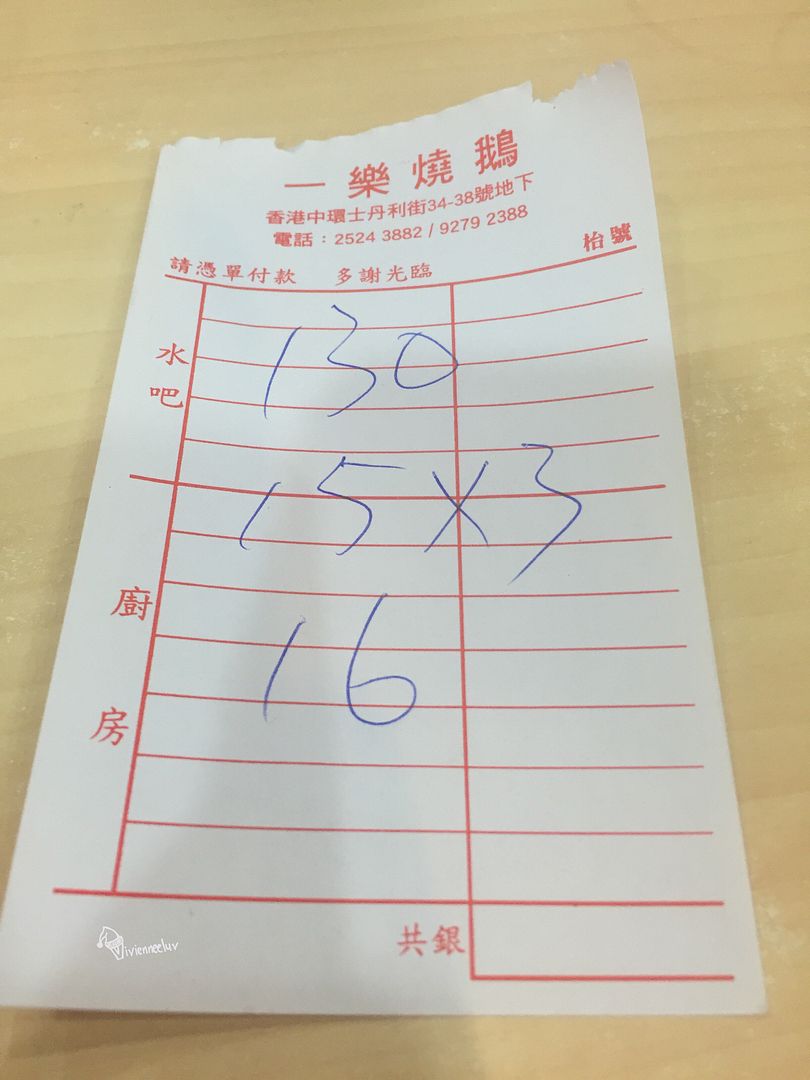 一樂燒鵝
香港中環士丹利街34-38號地下
電話：2524 3882 / 9279 2388
枱號
請憑單付款 多謝光臨
水吧
130
15×3
廚房
16
共銀
Vivienneeluv